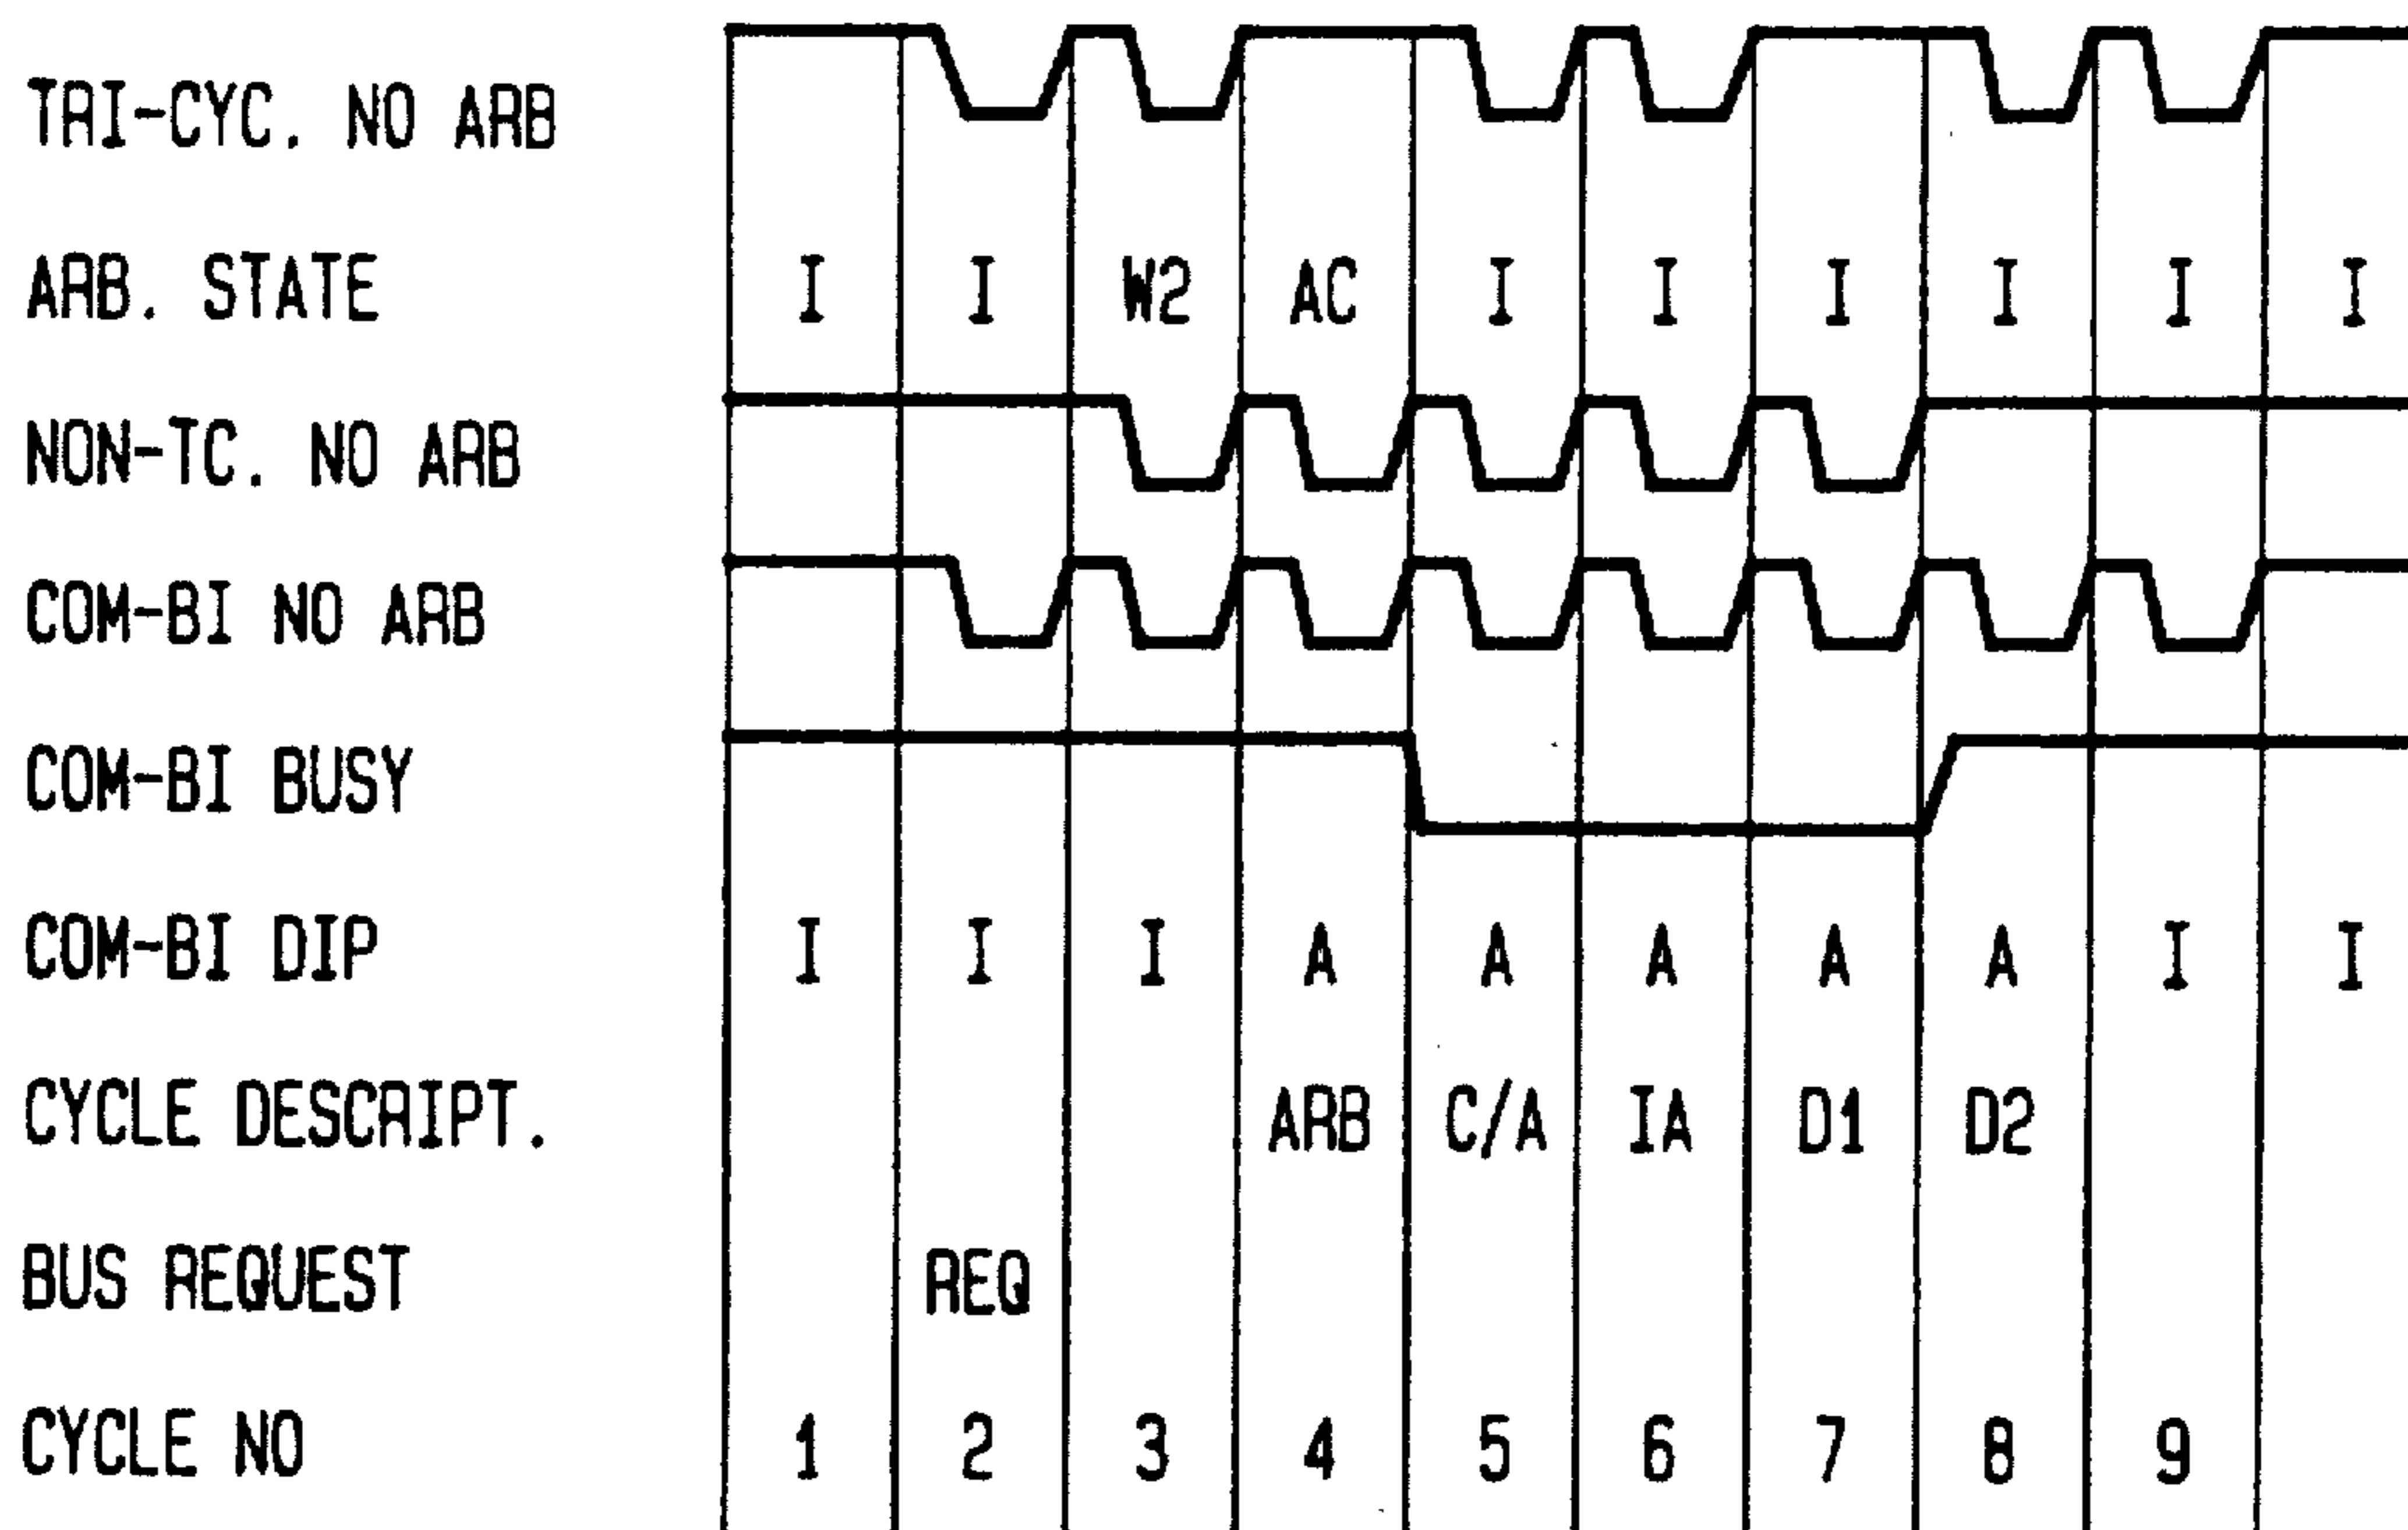 TRI-CYC. NO ARB
ARB. STATE I I W2 AC I I I I I I
NON-TC. NO ARB
COM-BI NO ARB
COM-BI BUSY
COM-BI DIP I I I A A A A A I I
CYCLE DESCRIPT. ARB C/A IA D1 D2
BUS REQUEST REQ
CYCLE NO 1 2 3 4 5 6 7 8 9